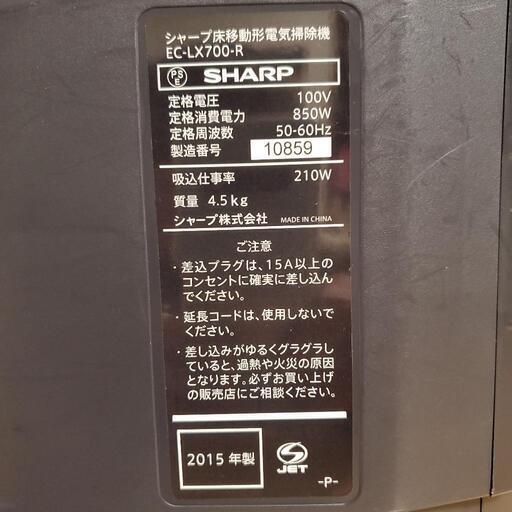 シャープ床移動形電気掃除機
EC-LX700-R
PSE SHARP
定格電圧 100V
定格消費電力 850W
定格周波数 50-60Hz
製造番号 10859
吸込仕事率 210W
質量 4.5kg
シャープ株式会社 MADE IN CHINA
ご注意
・差込プラグは、15A以上の
コンセントに確実に差し込ん
でください。
・延長コードは、使用しないで
ください。
・差し込みがゆるくグラグラ
していると、過熱や火災の原因
となります。必ずお買い上げ
の販売店にご相談ください。
2015年製
JET
-P-